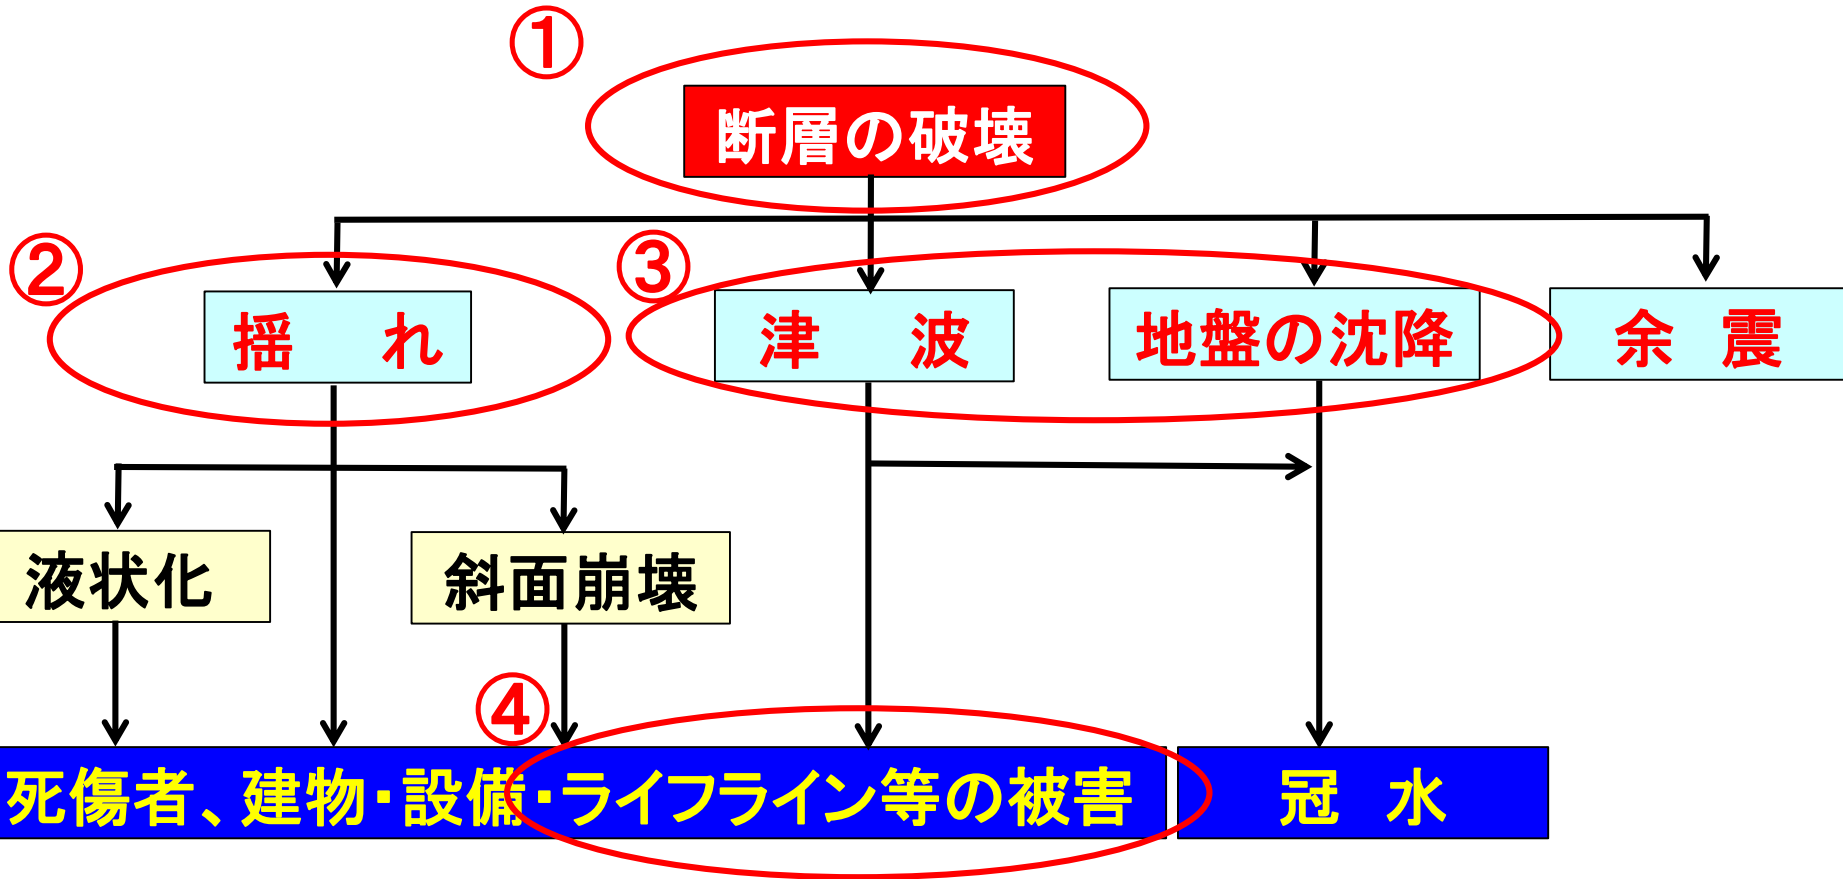 ①
断層の破壊
②
③
揺　れ
津　波
地盤の沈降
余　震
液状化
斜面崩壊
④
死傷者、建物・設備・ライフライン等の被害
冠　水